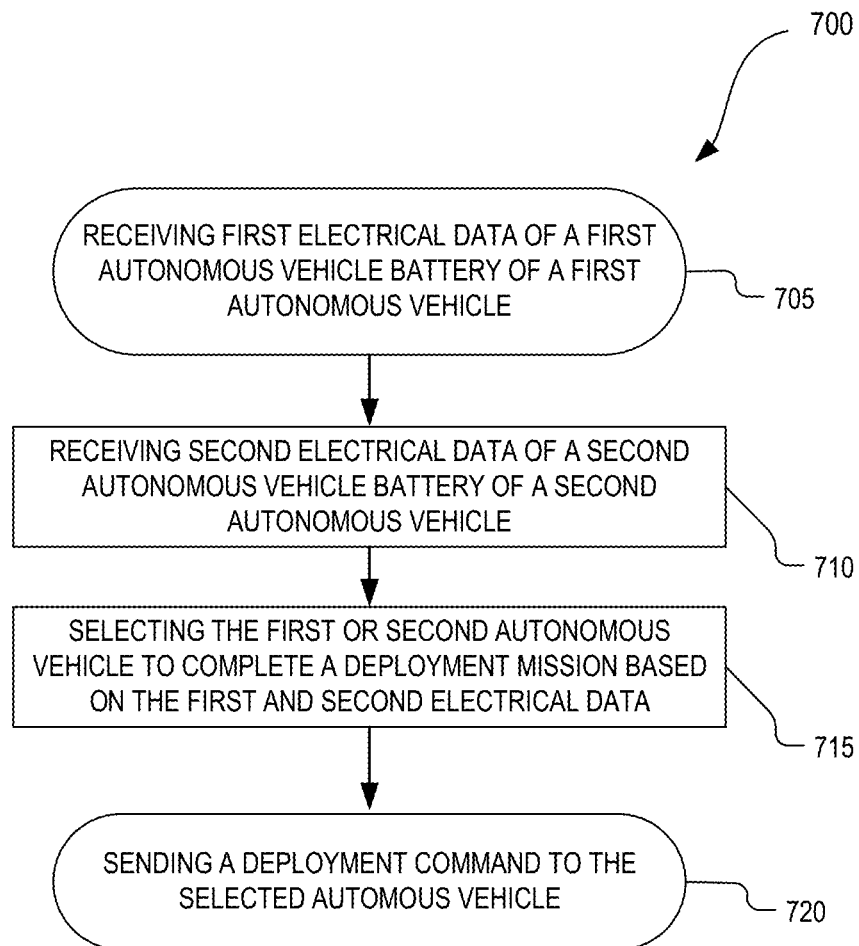 700
RECEIVING FIRST ELECTRICAL DATA OF A FIRST
AUTONOMOUS VEHICLE BATTERY OF A FIRST
AUTONOMOUS VEHICLE
705
RECEIVING SECOND ELECTRICAL DATA OF A SECOND
AUTONOMOUS VEHICLE BATTERY OF A SECOND
AUTONOMOUS VEHICLE
710
SELECTING THE FIRST OR SECOND AUTONOMOUS
VEHICLE TO COMPLETE A DEPLOYMENT MISSION BASED
ON THE FIRST AND SECOND ELECTRICAL DATA
715
SENDING A DEPLOYMENT COMMAND TO THE
SELECTED AUTOMOUS VEHICLE
720